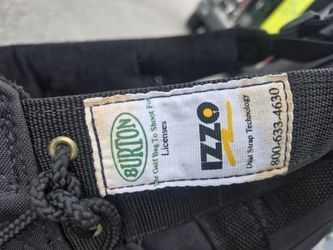 BURTON
The Golf Bag To Shoot For
Licenses
IZZO
Dual Strap Technology
800-633-4630